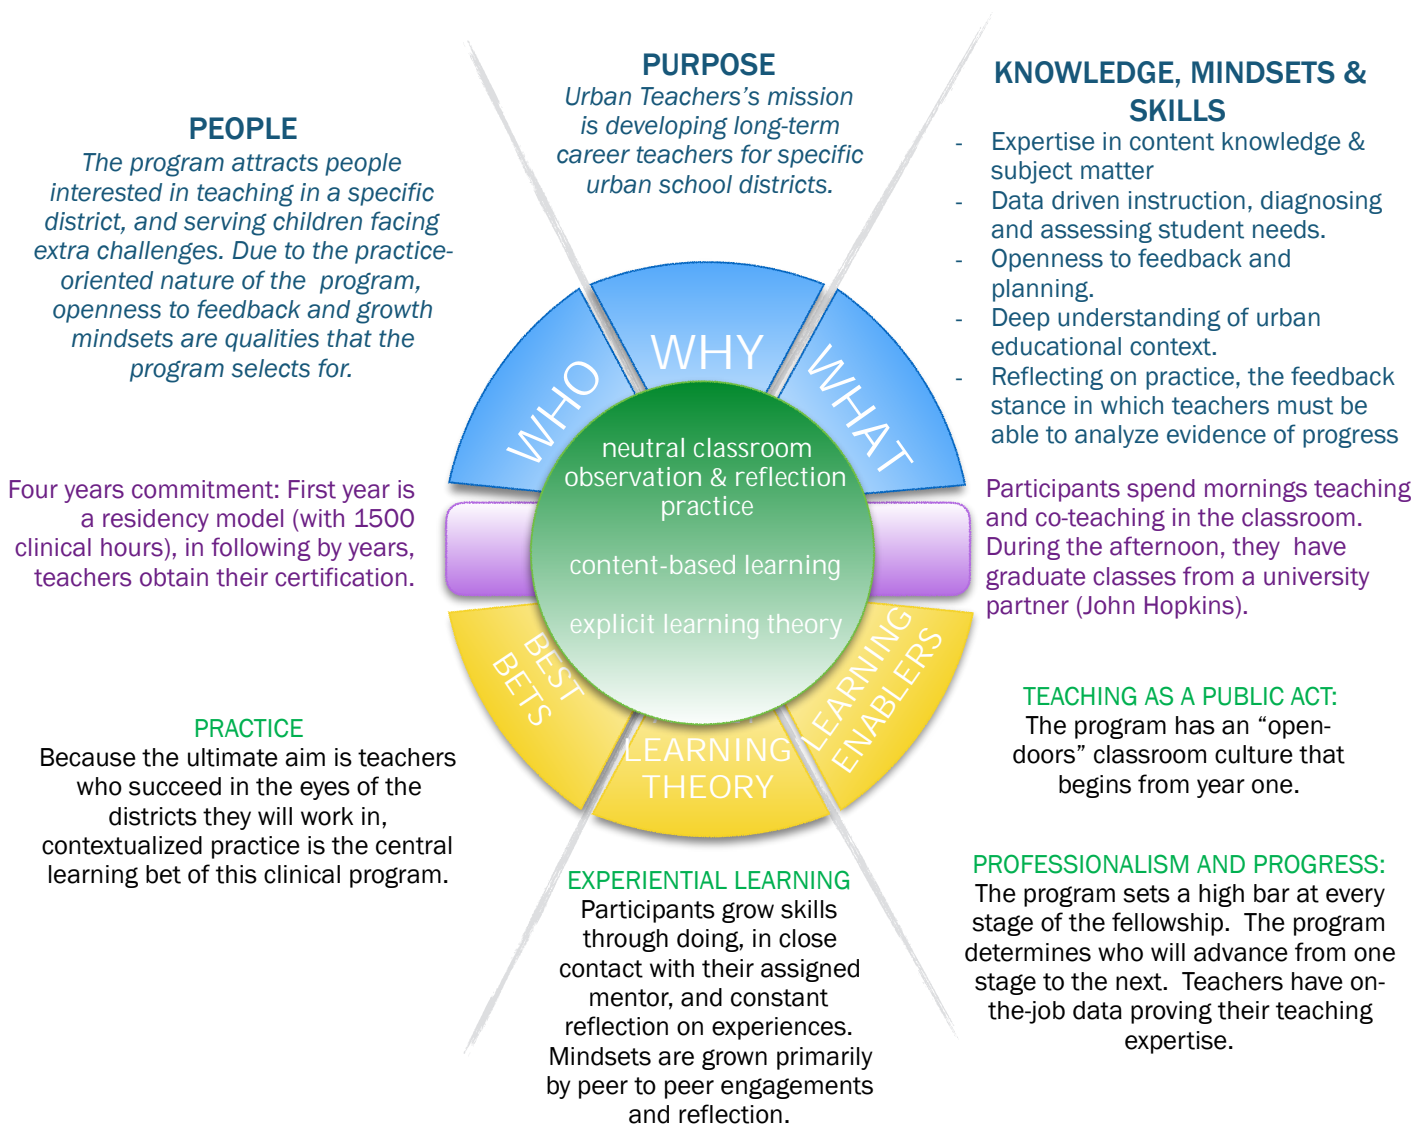 PEOPLE
The program attracts people
interested in teaching in a specific
district, and serving children facing
extra challenges. Due to the practice-
oriented nature of the program,
openness to feedback and growth
mindsets are qualities that the
program selects for.
PURPOSE
Urban Teachers's mission
is developing long-term
career teachers for specific
urban school districts.
KNOWLEDGE, MINDSETS &
SKILLS
- Expertise in content knowledge &
subject matter
- Data driven instruction, diagnosing
and assessing student needs.
- Openness to feedback and
planning.
- Deep understanding of urban
educational context.
- Reflecting on practice, the feedback
stance in which teachers must be
able to analyze evidence of progress
WHO
WHY
WHAT
neutral classroom
observation & reflection
practice
content-based learning
explicit learning theory
Four years commitment: First year is
a residency model (with 1500
clinical hours), in following by years,
teachers obtain their certification.
Participants spend mornings teaching
and co-teaching in the classroom.
During the afternoon, they have
graduate classes from a university
partner (John Hopkins).
BEST
BETS
LEARNING
THEORY
LEARNING
ENABLERS
PRACTICE
Because the ultimate aim is teachers
who succeed in the eyes of the
districts they will work in,
contextualized practice is the central
learning bet of this clinical program.
EXPERIENTIAL LEARNING
Participants grow skills
through doing, in close
contact with their assigned
mentor, and constant
reflection on experiences.
Mindsets are grown primarily
by peer to peer engagements
and reflection.
TEACHING AS A PUBLIC ACT:
The program has an “open-
doors” classroom culture that
begins from year one.
PROFESSIONALISM AND PROGRESS:
The program sets a high bar at every
stage of the fellowship. The program
determines who will advance from one
stage to the next. Teachers have on-
the-job data proving their teaching
expertise.